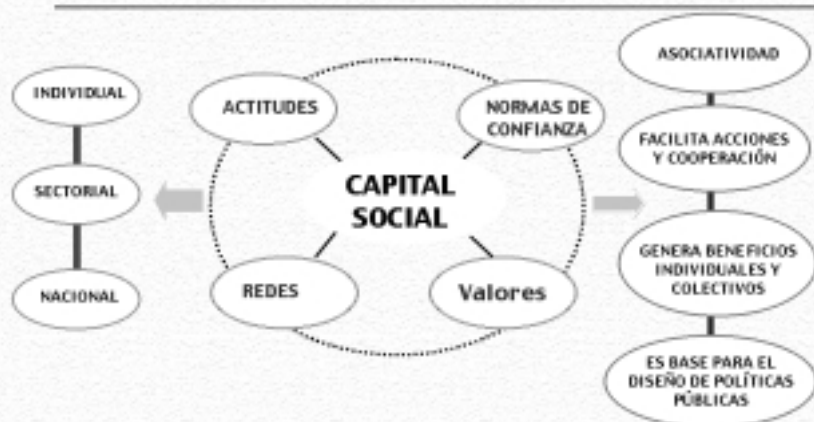 INDIVIDUAL
SECTORIAL
NACIONAL
ACTITUDES
NORMAS DE
CONFIANZA
CAPITAL
SOCIAL
REDES
Valores
ASOCIATIVIDAD
FACILITA ACCIONES
Y COOPERACIÓN
GENERA BENEFICIOS
INDIVIDUALES Y
COLECTIVOS
ES BASE PARA EL
DISEÑO DE POLÍTICAS
PÚBLICAS